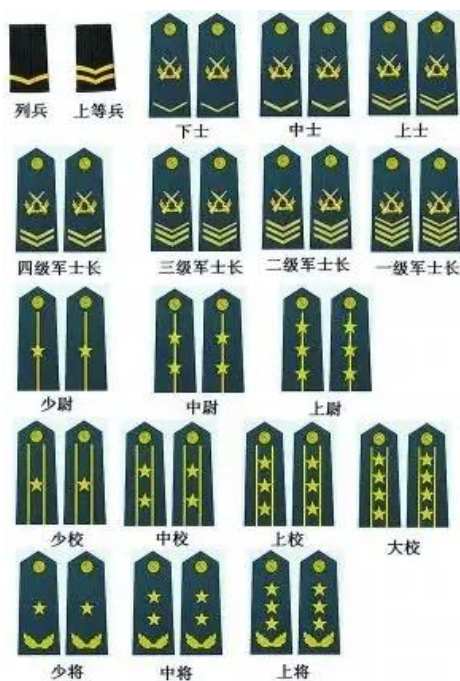 列兵 上等兵
下士 中士 上士
四级军士长 三级军士长 二级军士长 一级军士长
少尉 中尉 上尉
少校 中校 上校 大校
少将 中将 上将